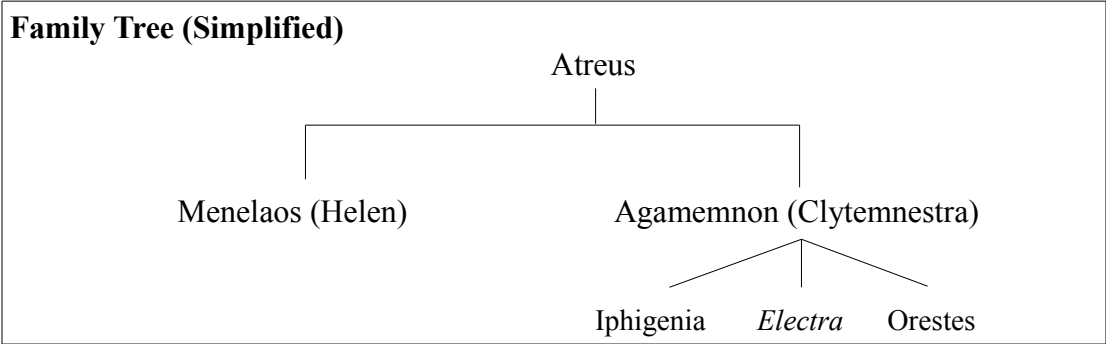 Family Tree (Simplified)
Atreus
Menelaos (Helen) Agamemnon (Clytemnestra)
Iphigenia Electra Orestes